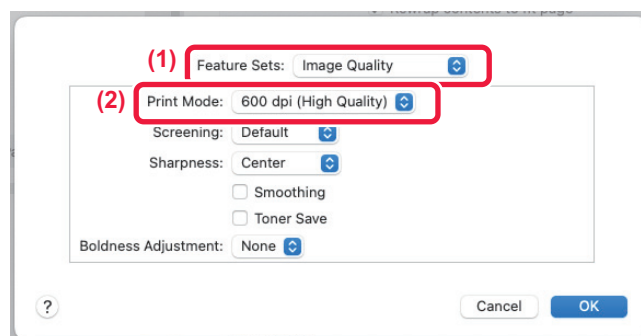 (1) Feature Sets: Image Quality
(2) Print Mode: 600 dpi (High Quality)
Screening: Default
Sharpness: Center
Smoothing
Toner Save
Boldness Adjustment: None
? Cancel OK